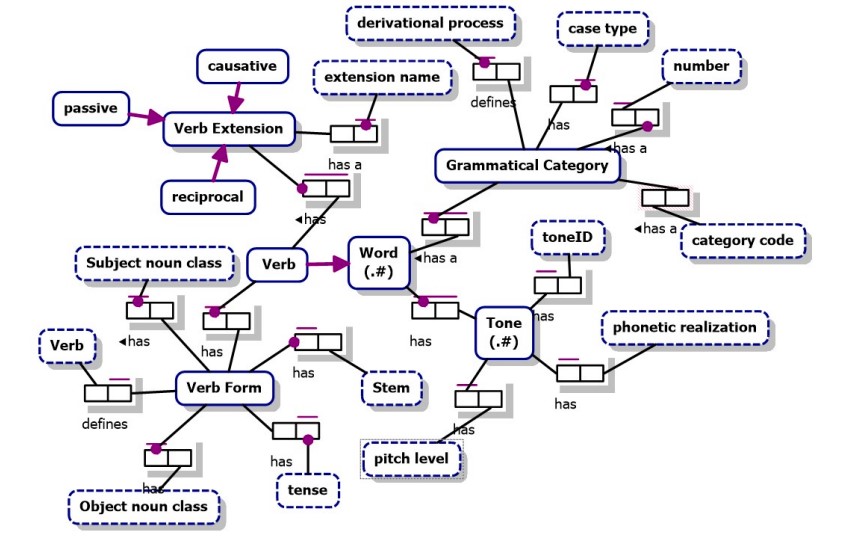 derivational process
case type
causative
extension name
number
passive
defines
Verb Extension
has
has a
◄has a
Grammatical Category
reciprocal
◄has
◄has a
category code
toneID
Subject noun class
Verb
Word
(.#)
◄has a
has
phonetic realization
Tone
(.#)
◄has
has
has
Verb
has
Verb Form
Stem
has
defines
has
has
pitch level
has
tense
Object noun class